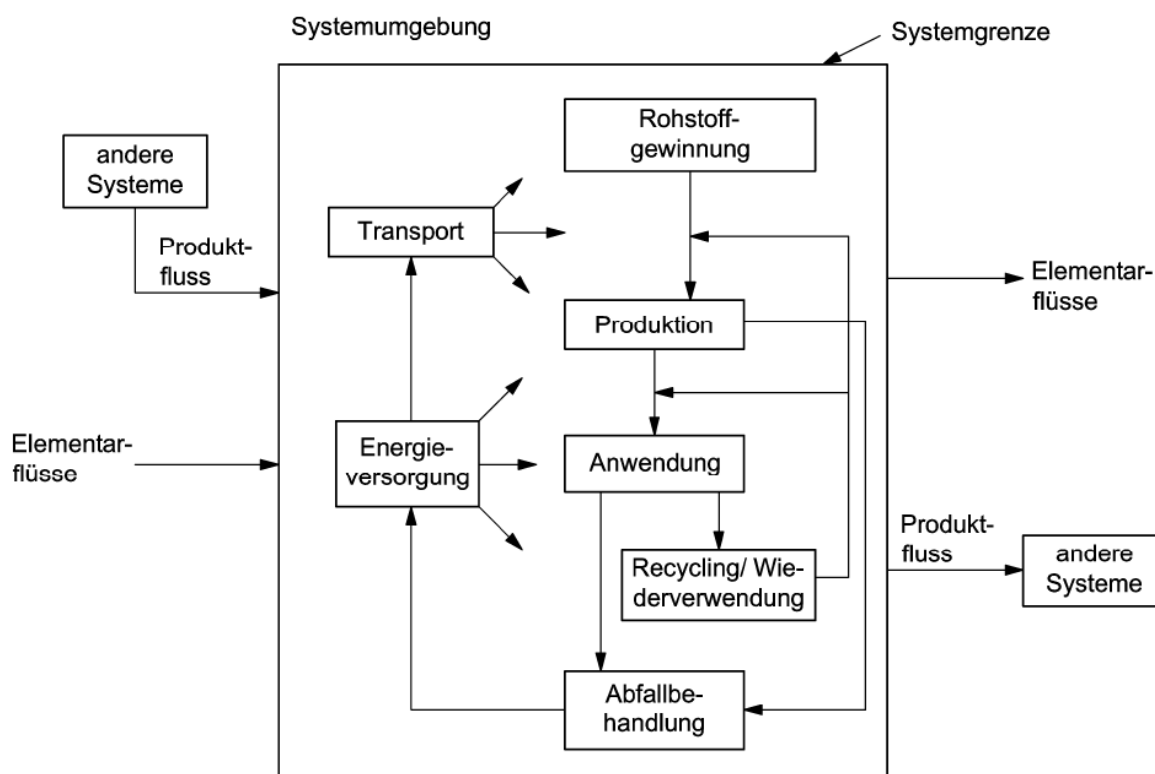 Systemumgebung
Systemgrenze
Rohstoff-
gewinnung
andere
Systeme
Transport
Produkt-
fluss
Elementar-
flüsse
Produktion
Elementar-
flüsse
Energie-
versorgung
Anwendung
Produkt-
fluss
andere
Systeme
Recycling/ Wie-
derverwendung
Abfallbe-
handlung